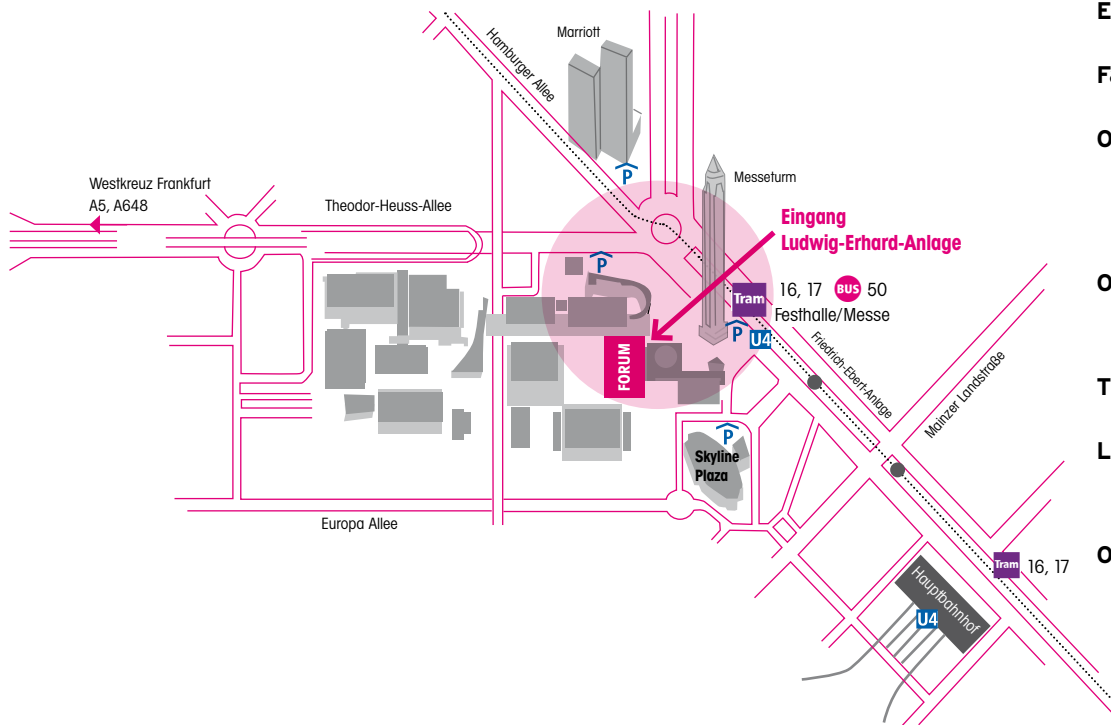 Marriott
Hamburger Allee
Messeturm
Westkreuz Frankfurt
A5, A648
Theodor-Heuss-Allee
P
Eingang
Ludwig-Erhard-Anlage
P
Tram 16, 17 BUS 50
Festhalle/Messe
P
U4
FORUM
Friedrich-Ebert-Anlage
Mainzer Landstraße
P
Skyline
Plaza
Europa Allee
Tram 16, 17
Hauptbahnhof
U4
E
F
O
O
T
L
O